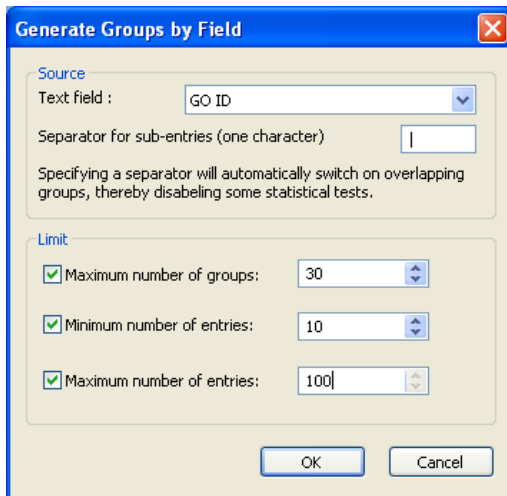 Generate Groups by Field
Source
Text field :
GO ID
Separator for sub-entries (one character)
|
Specifying a separator will automatically switch on overlapping
groups, thereby disabeling some statistical tests.
Limit
Maximum number of groups:
30
Minimum number of entries:
10
Maximum number of entries:
100
OK
Cancel